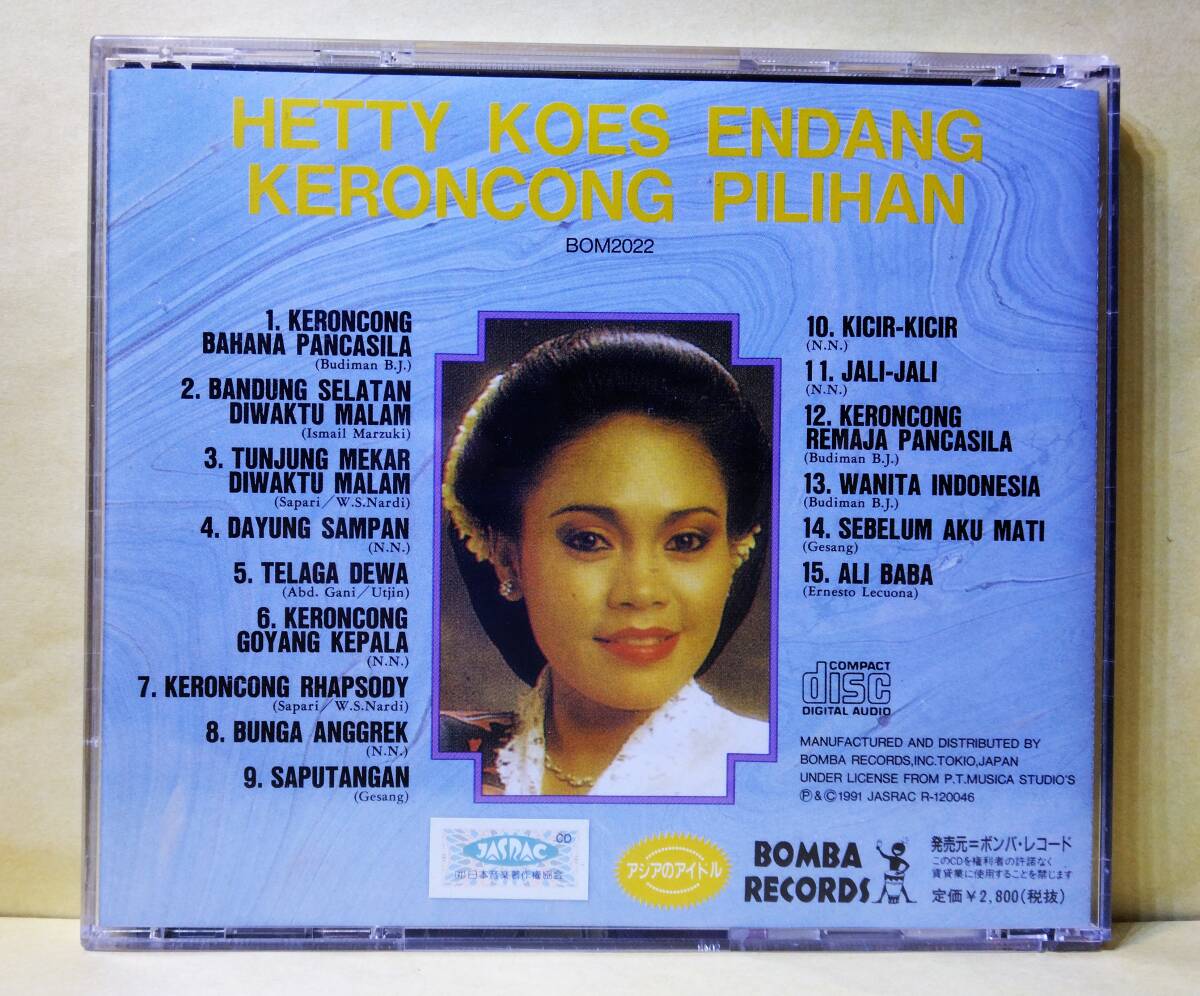 HETTY KOES ENDANG
KERONCONG PILIHAN
BOM2022
1. KERONCONG
BAHANA PANCASILA
(Budiman B.J.)
2. BANDUNG SELATAN
DIWAKTU MALAM
(Ismail Marzuki)
3. TUNJUNG MEKAR
DIWAKTU MALAM
(Sapari/W.S.Nardi)
4. DAYUNG SAMPAN
(N.N.)
5. TELAGA DEWA
(Abd. Gani/Utjin)
6. KERONCONG
GOYANG KEPALA
(N.N.)
7. KERONCONG RHAPSODY
(Sapari/W.S.Nardi)
8. BUNGA ANGGREK
(N.N.)
9. SAPUTANGAN
(Gesang)
10. KICIR-KICIR
(N.N.)
11. JALI-JALI
(N.N.)
12. KERONCONG
REMAJA PANCASILA
(Budiman B.J.)
13. WANITA INDONESIA
(Budiman B.J.)
14. SEBELUM AKU MATI
(Gesang)
15. ALI BABA
(Ernesto Lecuona)
COMPACT
disc
DIGITAL AUDIO
MANUFACTURED AND DISTRIBUTED BY
BOMBA RECORDS,INC.TOKIO,JAPAN
UNDER LICENSE FROM P.T.MUSICA STUDIO'S
Ⓟ&Ⓒ1991 JASRAC R-120046
CD
JASRAC
㈳日本音楽著作権協会
アジアのアイドル
BOMBA
RECORDS
発売元=ボンバ・レコード
このCDを権利者の許諾なく
賃貸業に使用することを禁じます
定価¥2,800(税抜)